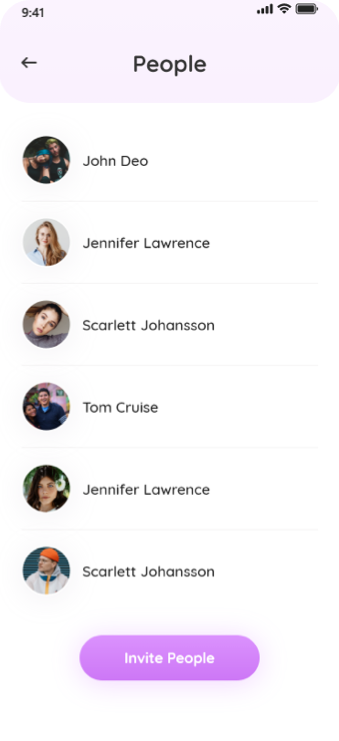 9:41
People
John Deo
Jennifer Lawrence
Scarlett Johansson
Tom Cruise
Jennifer Lawrence
Scarlett Johansson
Invite People